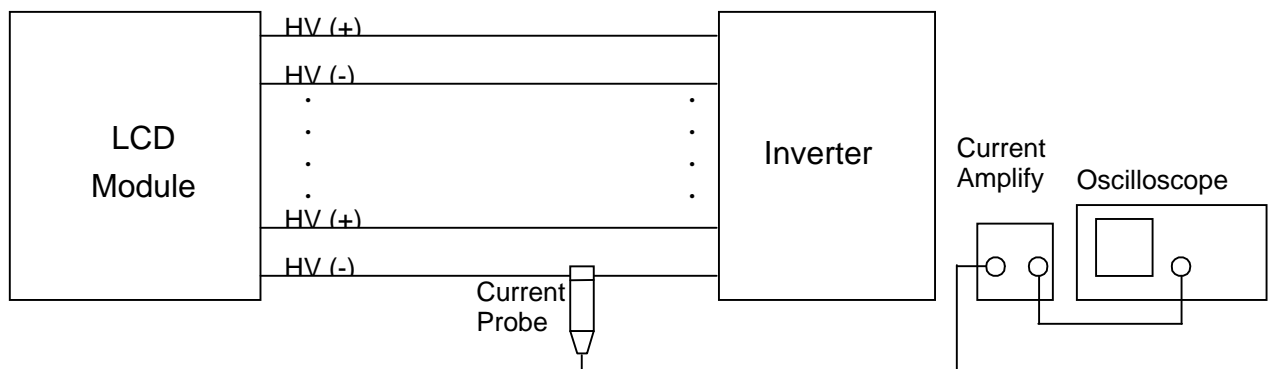 HV (+)
HV (-)
LCD
Module
Inverter
HV (+)
HV (-)
Current
Probe
Current
Amplify
Oscilloscope